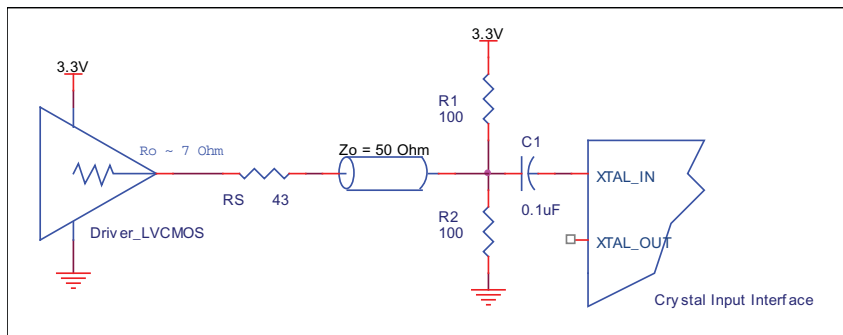 3.3V
3.3V
R1
100
Ro ~ 7 Ohm
Zo = 50 Ohm
C1
XTAL_IN
RS 43
0.1uF
R2
100
Driver_LVCMOS
XTAL_OUT
Crystal Input Interface